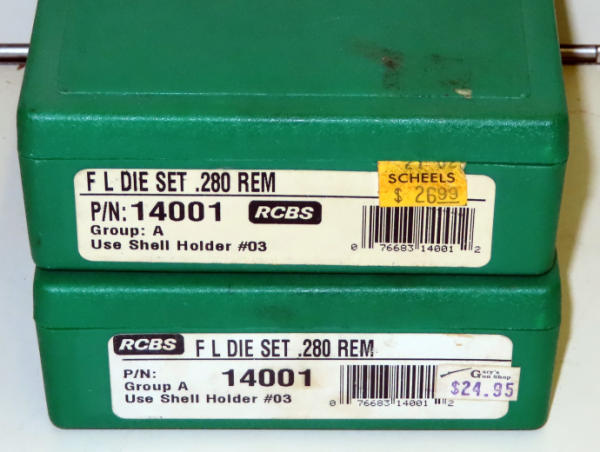 F L DIE SET .280 REM
SCHEELS
$ 26.99
P/N: 14001 RCBS
Group: A
Use Shell Holder #03
0 76683 14001 2
RCBS F L DIE SET .280 REM
P/N: 14001
Group A
Use Shell Holder #03
Gary's
Gun Shop
$24.95
0 76683 14001 2